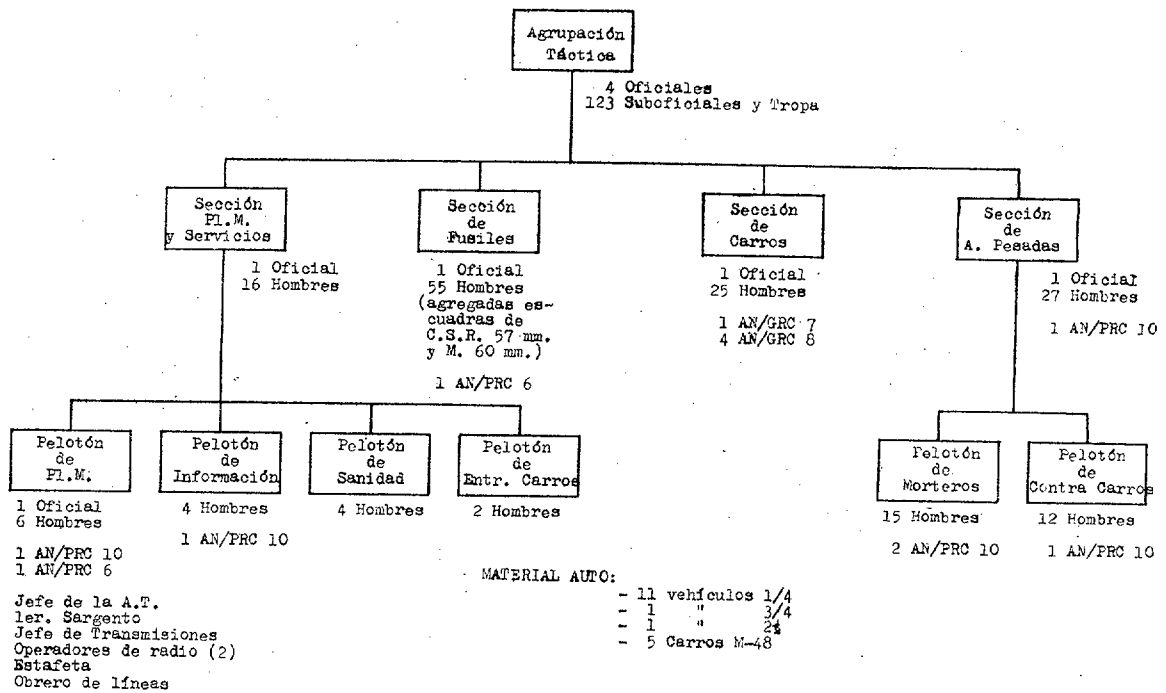 Agrupación
Táctica
4 Oficiales
123 Suboficiales y Tropa
Sección
Pl.M.
y Servicios
1 Oficial
16 Hombres
Sección
de
Fusiles
1 Oficial
55 Hombres
(agregadas es-
cuadras de
C.S.R. 57 mm.
y M. 60 mm.)
1 AN/PRC 6
Sección
de
Carros
1 Oficial
25 Hombres
1 AN/GRC 7
4 AN/GRC 8
Sección
de
A. Pesadas
1 Oficial
27 Hombres
1 AN/PRC 10
Pelotón
de
Pl.M.
1 Oficial
6 Hombres
1 AN/PRC 10
1 AN/PRC 6
Jefe de la A.T.
1er. Sargento
Jefe de Transmisiones
Operadores de radio (2)
Estafeta
Obrero de líneas
Pelotón
de
Información
4 Hombres
1 AN/PRC 10
Pelotón
de
Sanidad
4 Hombres
Pelotón
de
Entr. Carros
2 Hombres
Pelotón
de
Morteros
15 Hombres
2 AN/PRC 10
Pelotón
de
Contra Carros
12 Hombres
1 AN/PRC 10
MATERIAL AUTO:
- 11 vehículos 1/4
- 1 " 3/4
- 1 "
- 5 Carros M-48